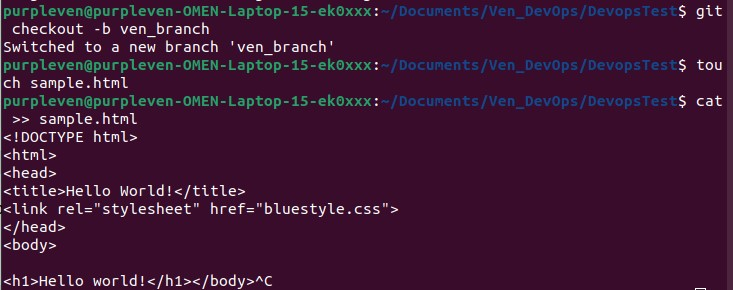 purpleven@purpleven-OMEN-Laptop-15-ek0xxx:~/Documents/Ven_DevOps/DevopsTest$ git
 checkout -b ven_branch
Switched to a new branch 'ven_branch'
purpleven@purpleven-OMEN-Laptop-15-ek0xxx:~/Documents/Ven_DevOps/DevopsTest$ tou
ch sample.html
purpleven@purpleven-OMEN-Laptop-15-ek0xxx:~/Documents/Ven_DevOps/DevopsTest$ cat
 >> sample.html
<!DOCTYPE html>
<html>
<head>
<title>Hello World!</title>
<link rel="stylesheet" href="bluestyle.css">
</head>
<body>

<h1>Hello world!</h1></body>^C